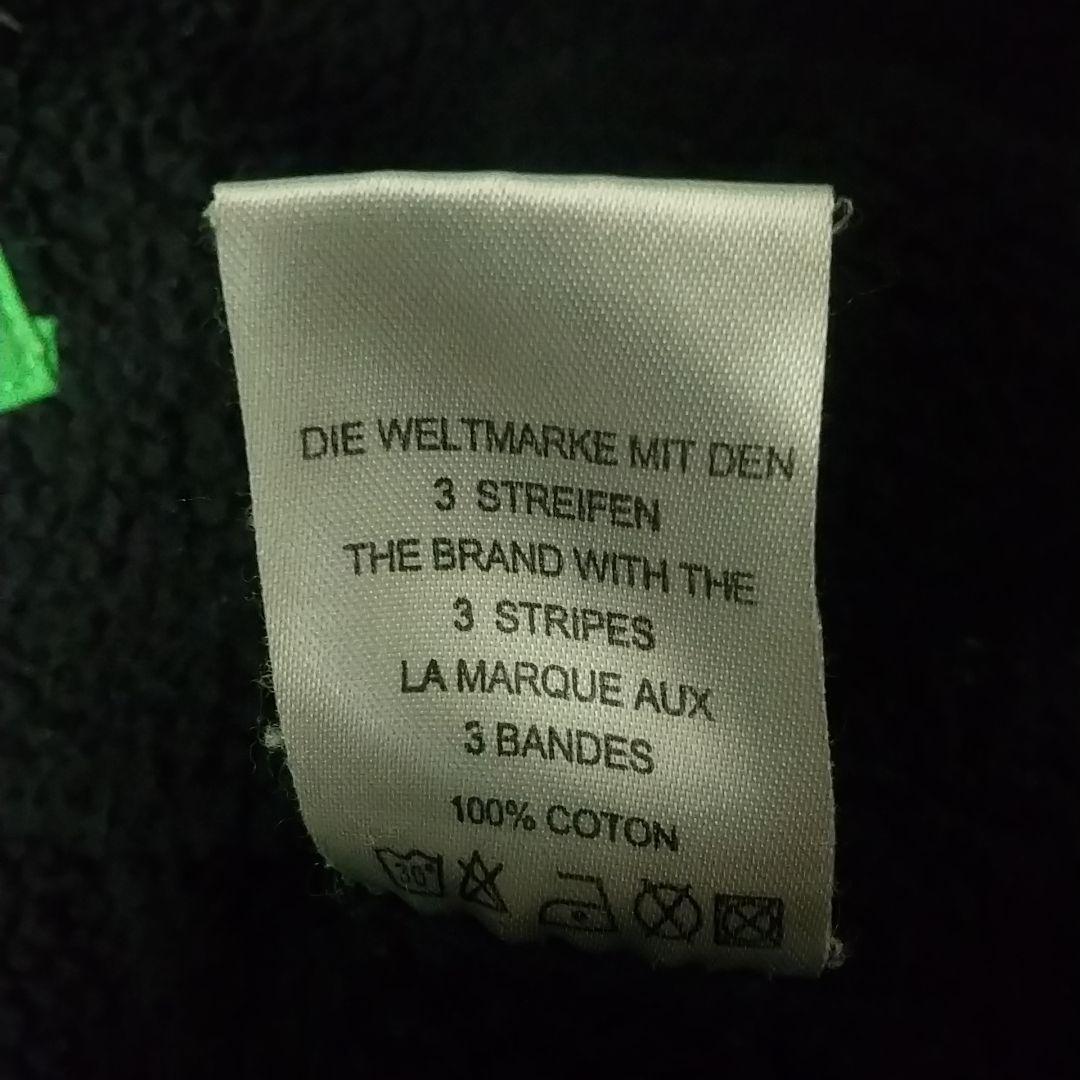 DIE WELTMARKE MIT DEN
3 STREIFEN
THE BRAND WITH THE
3 STRIPES
LA MARQUE AUX
3 BANDES
100% COTON
30°